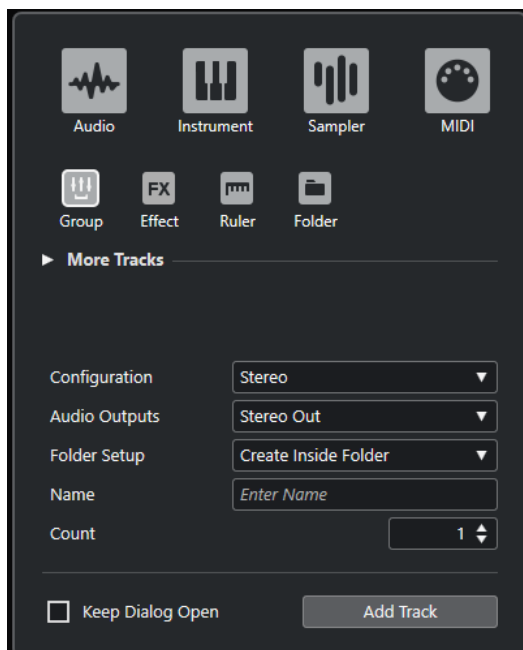 Audio Instrument Sampler MIDI
FX
Group Effect Ruler Folder
More Tracks
Configuration Stereo
Audio Outputs Stereo Out
Folder Setup Create Inside Folder
Name Enter Name
Count 1
Keep Dialog Open Add Track